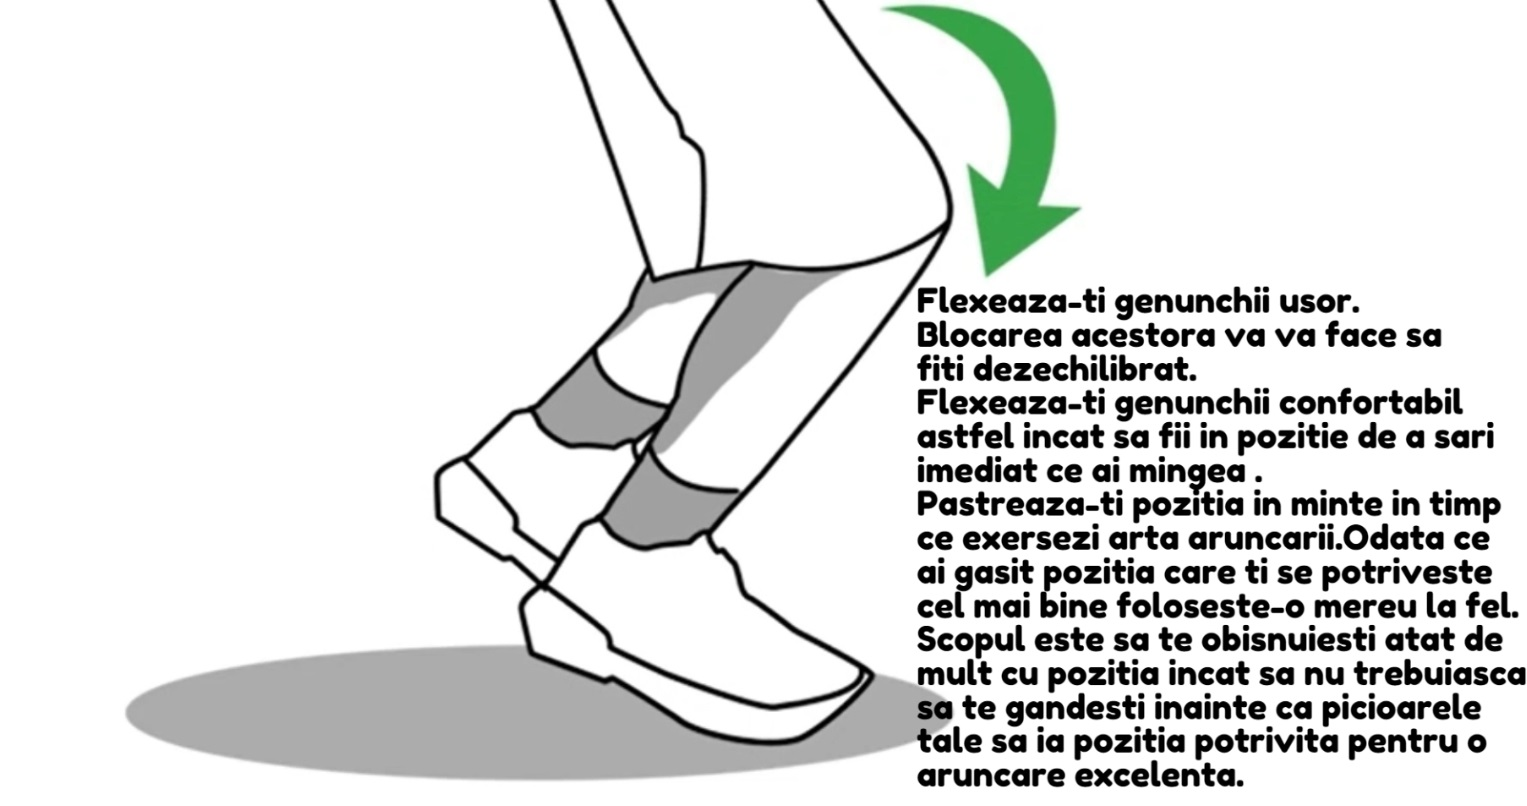 Flexeaza-ti genunchii usor.
Blocarea acestora va va face sa
fiti dezechilibrat.
Flexeaza-ti genunchii confortabil
astfel incat sa fii in pozitie de a sari
imediat ce ai mingea .
Pastreaza-ti pozitia in minte in timp
ce exersezi arta aruncarii.Odata ce
ai gasit pozitia care ti se potriveste
cel mai bine foloseste-o mereu la fel.
Scopul este sa te obisnuiesti atat de
mult cu pozitia incat sa nu trebuiasca
sa te gandesti inainte ca picioarele
tale sa ia pozitia potrivita pentru o
aruncare excelenta.